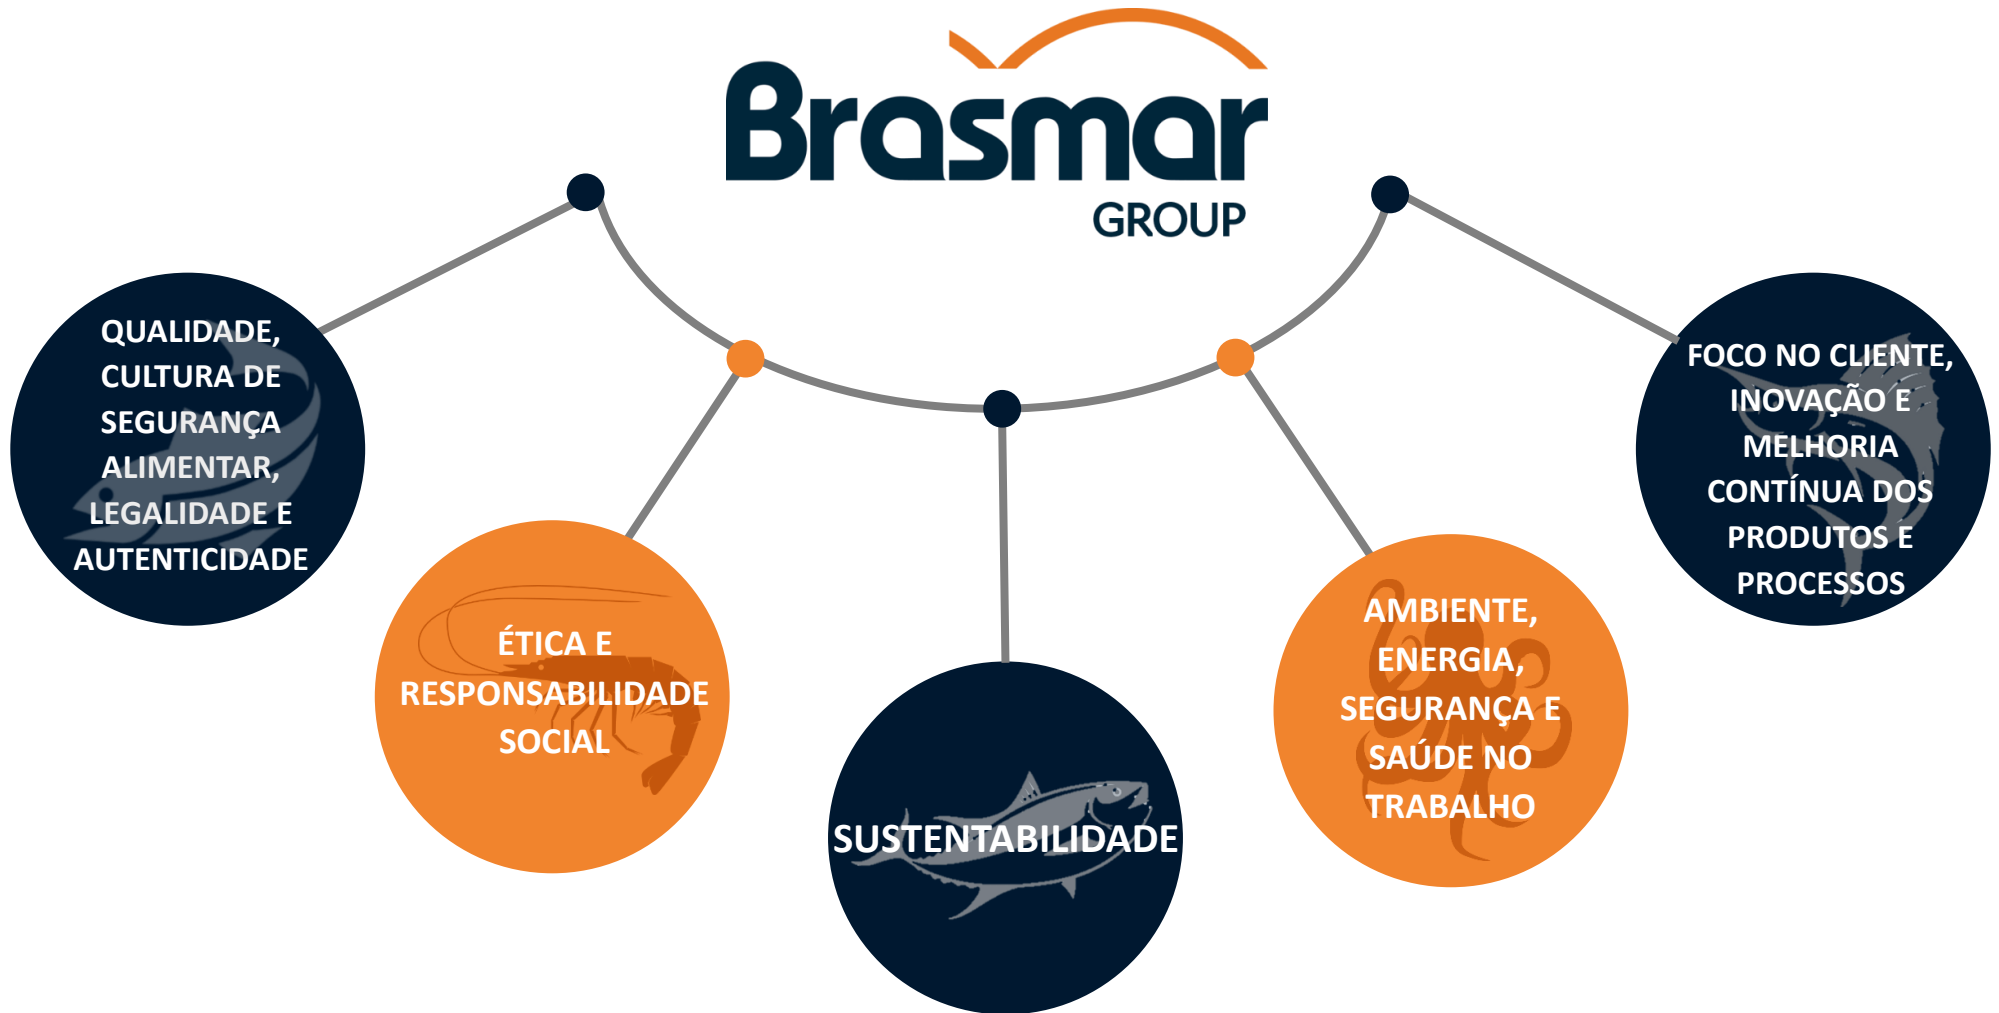 Brasmar
GROUP
QUALIDADE,
CULTURA DE
SEGURANÇA
ALIMENTAR,
LEGALIDADE E
AUTENTICIDADE
ÉTICA E
RESPONSABILIDADE
SOCIAL
SUSTENTABILIDADE
AMBIENTE,
ENERGIA,
SEGURANÇA E
SAÚDE NO
TRABALHO
FOCO NO CLIENTE,
INOVAÇÃO E
MELHORIA
CONTÍNUA DOS
PRODUTOS E
PROCESSOS